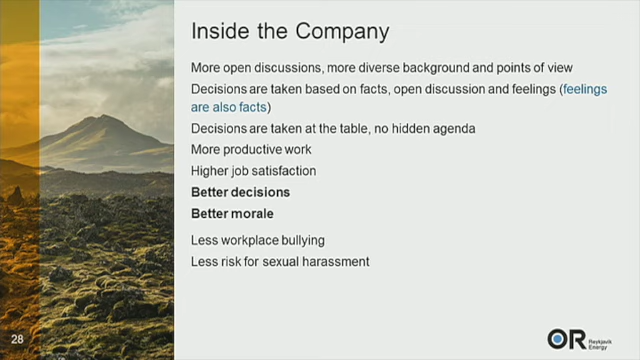 Inside the Company
More open discussions, more diverse background and points of view
Decisions are taken based on facts, open discussion and feelings (feelings
are also facts)
Decisions are taken at the table, no hidden agenda
More productive work
Higher job satisfaction
Better decisions
Better morale
Less workplace bullying
Less risk for sexual harassment
28
OR Reykjavik
Energy